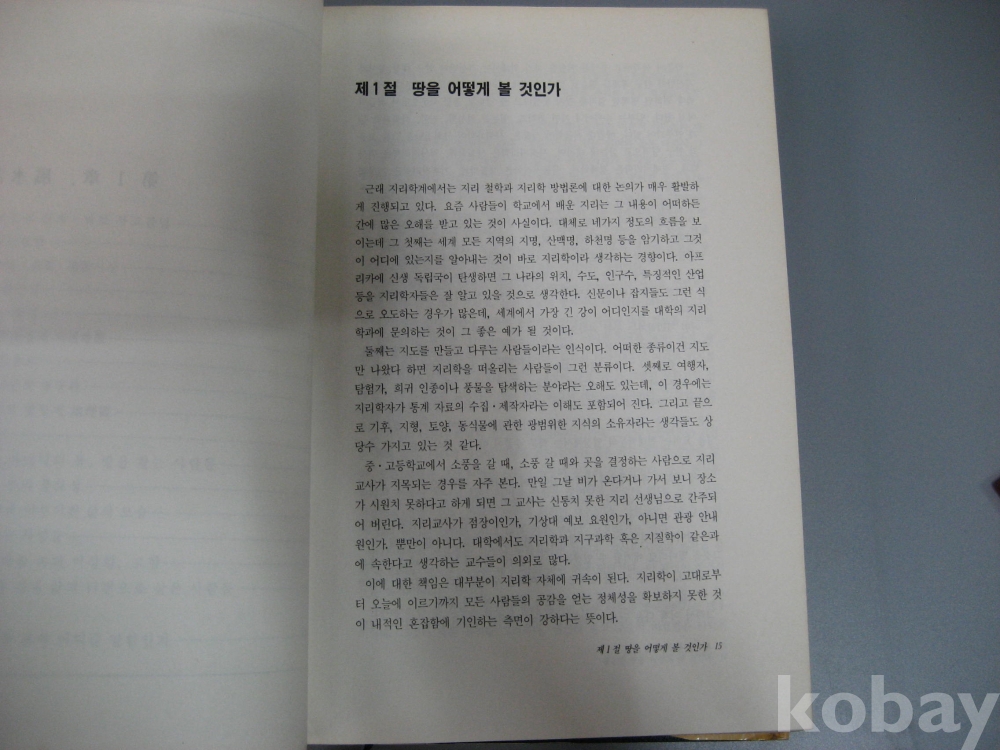 제1절 땅을 어떻게 볼 것인가
근래 지리학계에서는 지리 철학과 지리학 방법론에 대한 논의가 매우 활발하
게 진행되고 있다. 요즘 사람들이 학교에서 배운 지리는 그 내용이 어떠하든
간에 많은 오해를 받고 있는 것이 사실이다. 대체로 네가지 정도의 흐름을 보
이는데 그 첫째는 세계 모든 지역의 지명, 산맥명, 하천명 등을 암기하고 그것
이 어디에 있는지를 알아내는 것이 바로 지리학이라 생각하는 경향이다. 아프
리카에 신생 독립국이 탄생하면 그 나라의 위치, 수도, 인구수, 특징적인 산업
등을 지리학자들은 잘 알고 있을 것으로 생각한다. 신문이나 잡지들도 그런 식
으로 오도하는 경우가 많은데, 세계에서 가장 긴 강이 어디인지를 대학의 지리
학과에 문의하는 것이 그 좋은 예가 될 것이다.
둘째는 지도를 만들고 다루는 사람들이라는 인식이다. 어떠한 종류이건 지도
만 나왔다 하면 지리학을 떠올리는 사람들이 그런 분류이다. 셋째로 여행자,
탐험가, 희귀 인종이나 풍물을 탐색하는 분야라는 오해도 있는데, 이 경우에는
지리학자가 통계 자료의 수집·제작자라는 이해도 포함되어 진다. 그리고 끝으
로 기후, 지형, 토양, 동식물에 관한 광범위한 지식의 소유자라는 생각들도 상
당수 가지고 있는 것 같다.
중·고등학교에서 소풍을 갈 때, 소풍 갈 때와 곳을 결정하는 사람으로 지리
교사가 지목되는 경우를 자주 본다. 만일 그날 비가 온다거나 가서 보니 장소
가 시원치 못하다고 하게 되면 그 교사는 신통치 못한 지리 선생님으로 간주되
어 버린다. 지리교사가 점장이인가, 기상대 예보 요원인가, 아니면 관광 안내
원인가. 뿐만이 아니다. 대학에서도 지리학과 지구과학 혹은 지질학이 같은과
에 속한다고 생각하는 교수들이 의외로 많다.
이에 대한 책임은 대부분이 지리학 자체에 귀속이 된다. 지리학이 고대로부
터 오늘에 이르기까지 모든 사람들의 공감을 얻는 정체성을 확보하지 못한 것
이 내적인 혼잡함에 기인하는 측면이 강하다는 뜻이다.
제1절 땅을 어떻게 볼 것인가 15
kobay